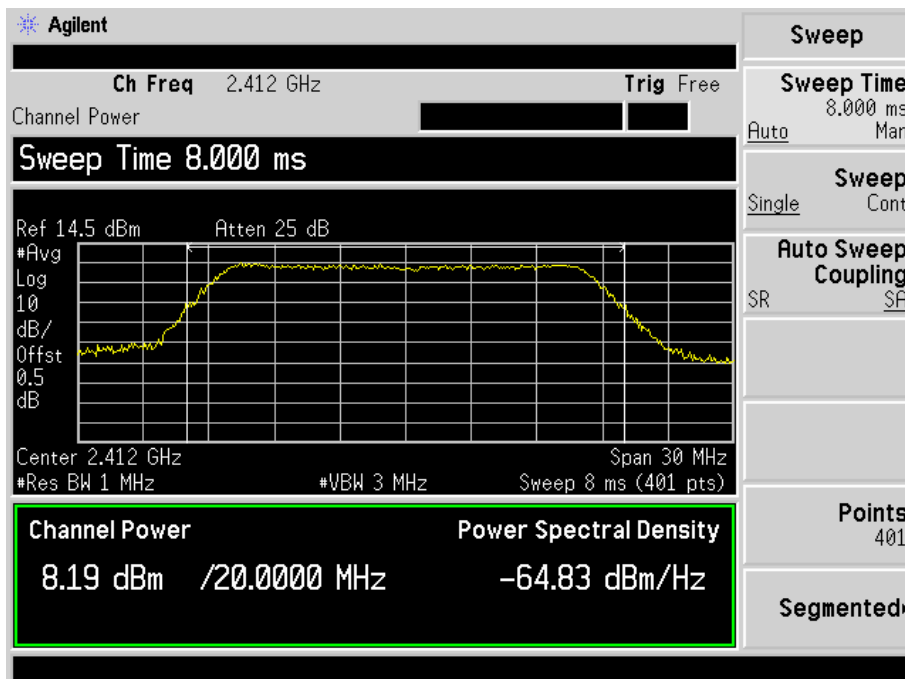 Agilent
Ch Freq 2.412 GHz Trig Free
Channel Power
Sweep Time 8.000 ms
Ref 14.5 dBm Atten 25 dB
#Avg
Log
10
dB/
Offst
0.5
dB
Center 2.412 GHz Span 30 MHz
#Res BW 1 MHz #VBW 3 MHz Sweep 8 ms (401 pts)
Channel Power Power Spectral Density
8.19 dBm /20.0000 MHz -64.83 dBm/Hz
Sweep
Sweep Time
8.000 ms
Auto Man
Sweep
Single Cont
Auto Sweep
Coupling
SR SA
Points
401
Segmented